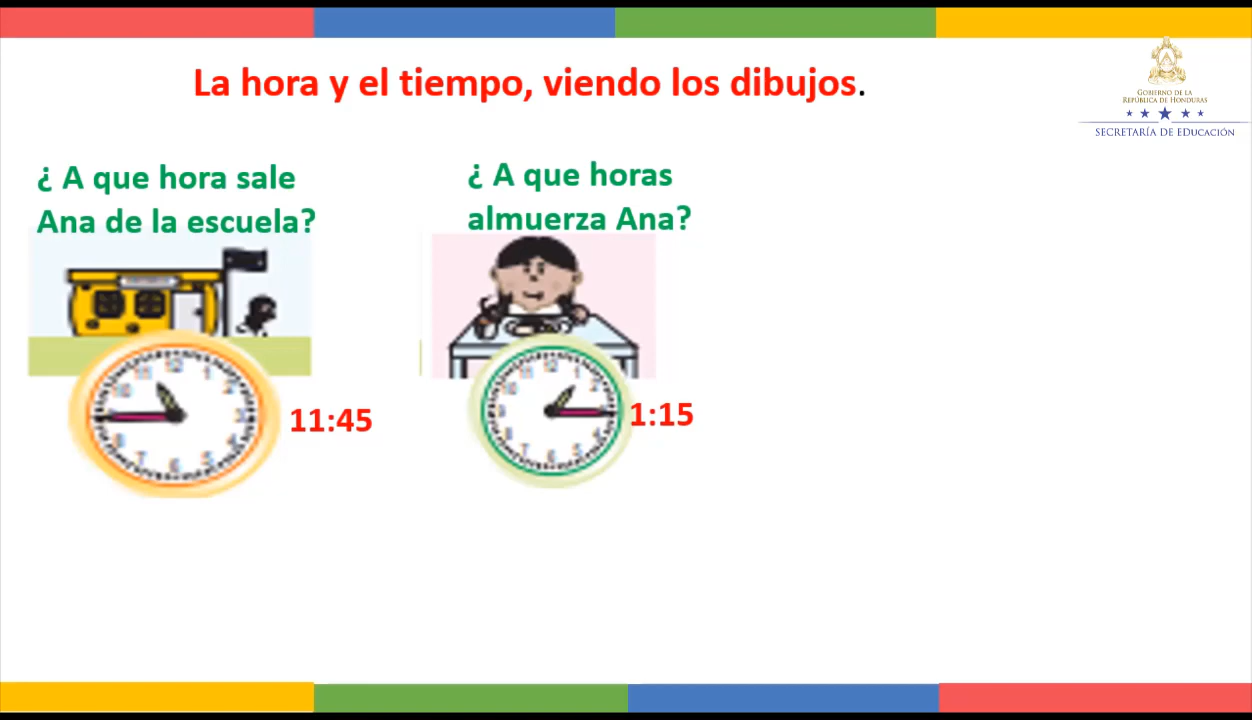 La hora y el tiempo, viendo los dibujos.
GOBIERNO DE LA
REPÚBLICA DE HONDURAS
SECRETARÍA DE EDUCACIÓN
¿ A que hora sale
Ana de la escuela?
11:45
¿ A que horas
almuerza Ana?
1:15